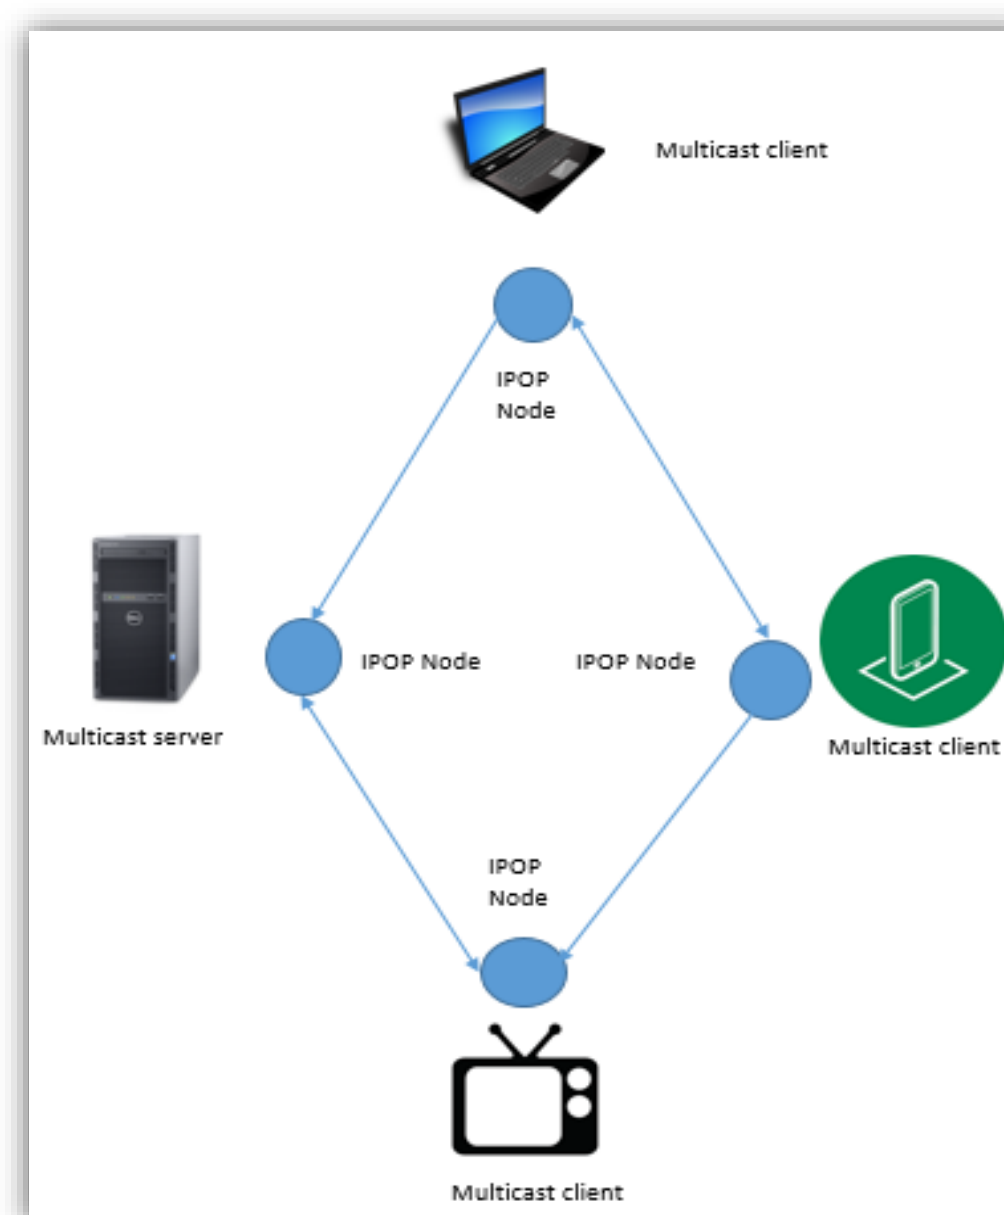 Multicast client
IPOP
Node
IPOP Node
IPOP Node
Multicast server
Multicast client
IPOP
Node
Multicast client